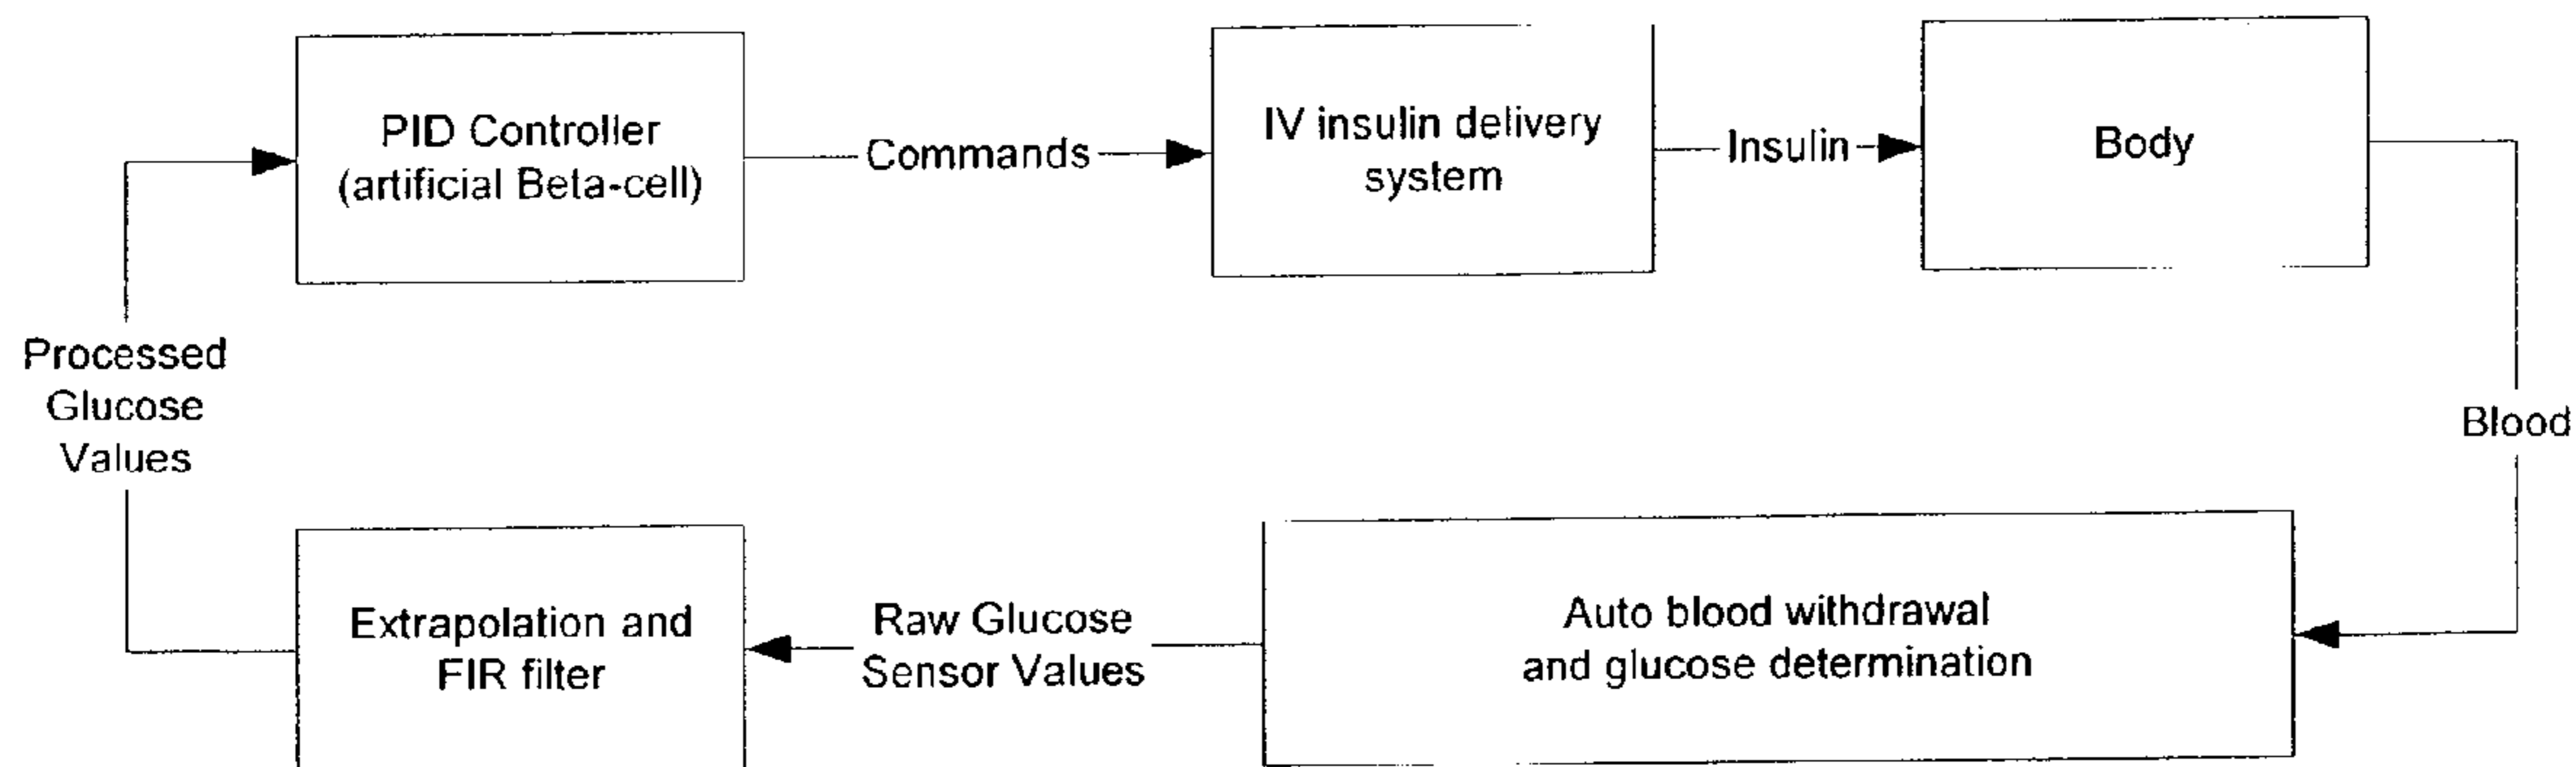 PID Controller
(artificial Beta-cell)
Commands
IV insulin delivery
system
Insulin
Body
Processed
Glucose
Values
Blood
Extrapolation and
FIR filter
Raw Glucose
Sensor Values
Auto blood withdrawal
and glucose determination